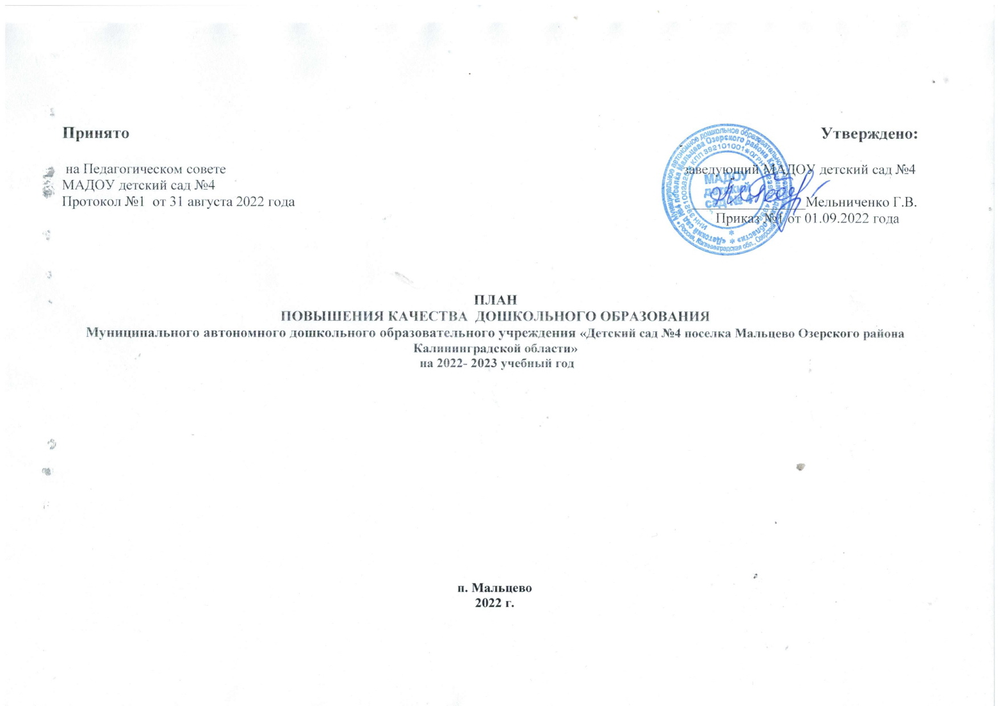 Принято
Утверждено:
на Педагогическом совете
заведующий МАДОУ детский сад №4
МАДОУ детский сад №4
Протокол №1 от 31 августа 2022 года
Мельниченко Г.В.
Приказ №1 от 01.09.2022 года
МАДОУ
детский
сад № 4
ПЛАН
ПОВЫШЕНИЯ КАЧЕСТВА ДОШКОЛЬНОГО ОБРАЗОВАНИЯ
Муниципального автономного дошкольного образовательного учреждения «Детский сад №4 поселка Мальцево Озерского района
Калининградской области»
на 2022- 2023 учебный год
п. Мальцево
2022 г.